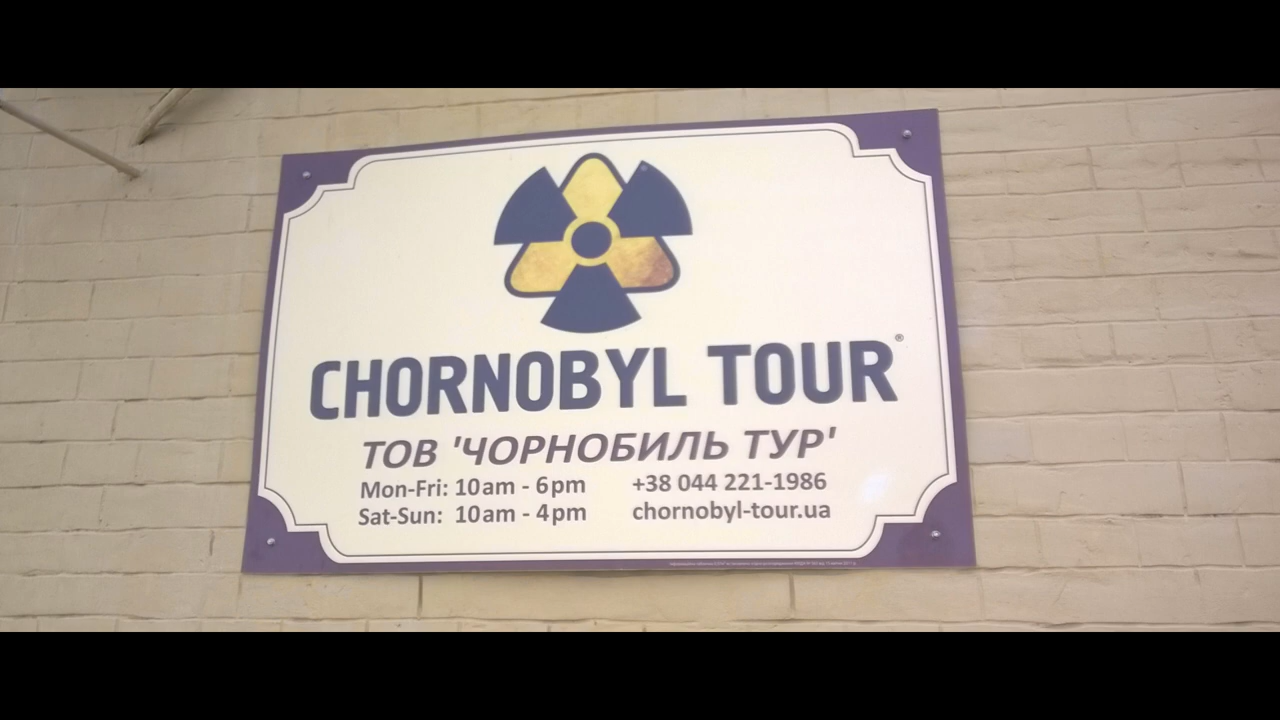 CHORNOBYL TOUR®
ТОВ 'ЧОРНОБИЛЬ ТУР'
Mon-Fri: 10am - 6pm
Sat-Sun: 10am - 4pm
+38 044 221-1986
chornobyl-tour.ua